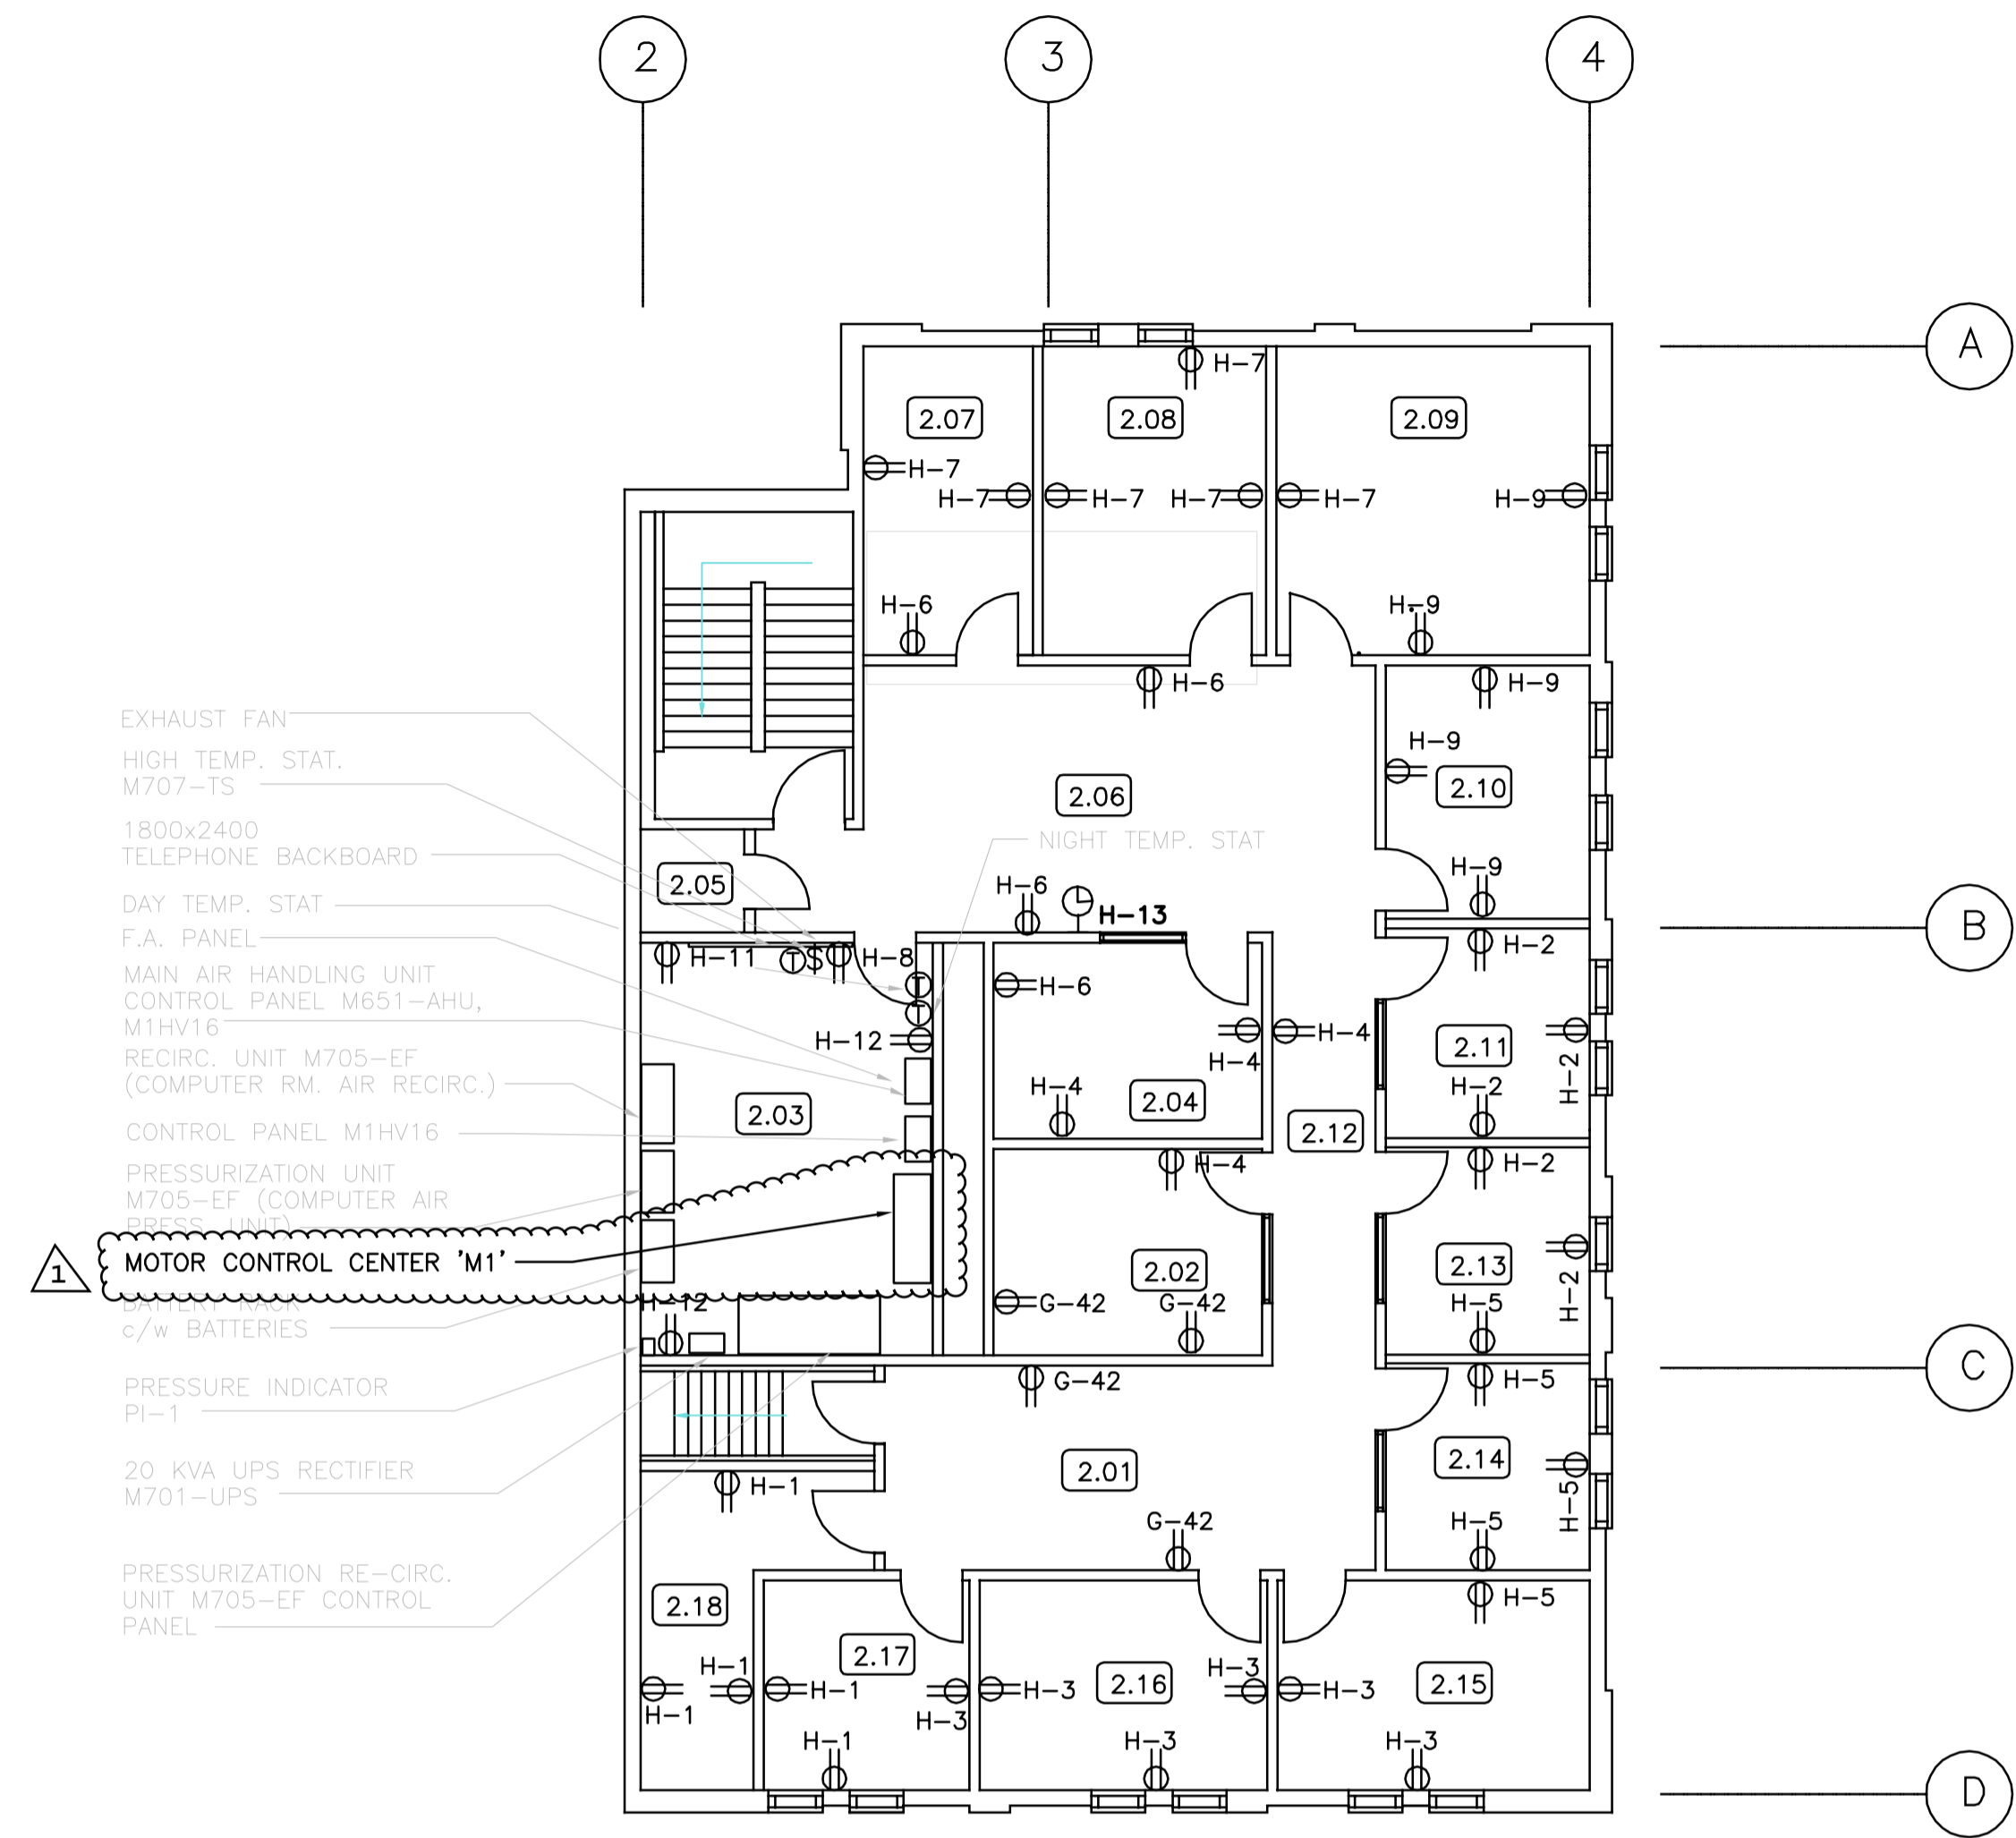 2 3 4
A
H-7
2.07 2.08 2.09
H-7
H-7 H-7 H-7 H-7 H-9
H-6 H-9
H-6 H-9
EXHAUST FAN
H-9
HIGH TEMP. STAT.
M707-TS
2.06 2.10
1800x2400
TELEPHONE BACKBOARD
NIGHT TEMP. STAT
H-9
2.05 H-6
DAY TEMP. STAT
H-13
B
F.A. PANEL
H-2
H-11 T $ H-8
MAIN AIR HANDLING UNIT
CONTROL PANEL M651-AHU,
M1HV16
T H-6
T
H-12 H-4
2.11
RECIRC. UNIT M705-EF
(COMPUTER RM. AIR RECIRC.)
H-4
H-4 H-2 H-2
2.03 2.04
CONTROL PANEL M1HV16
2.12
H-4 H-2
PRESSURIZATION UNIT
M705-EF (COMPUTER AIR
PRESS. UNIT)
1
MOTOR CONTROL CENTER 'M1'
2.02 2.13
BATTERY RACK
c/w BATTERIES
H-12 G-42 G-42 H-5 H-2
PRESSURE INDICATOR
PI-1
G-42 H-5
C
20 KVA UPS RECTIFIER
M701-UPS
2.01 2.14
H-1
G-42 H-5 H-5
PRESSURIZATION RE-CIRC.
UNIT M705-EF CONTROL
PANEL
2.18 H-5
2.17 2.16 2.15
H-1 H-3
H-1 H-3 H-3
H-1 H-3
H-1 H-3 H-3
D